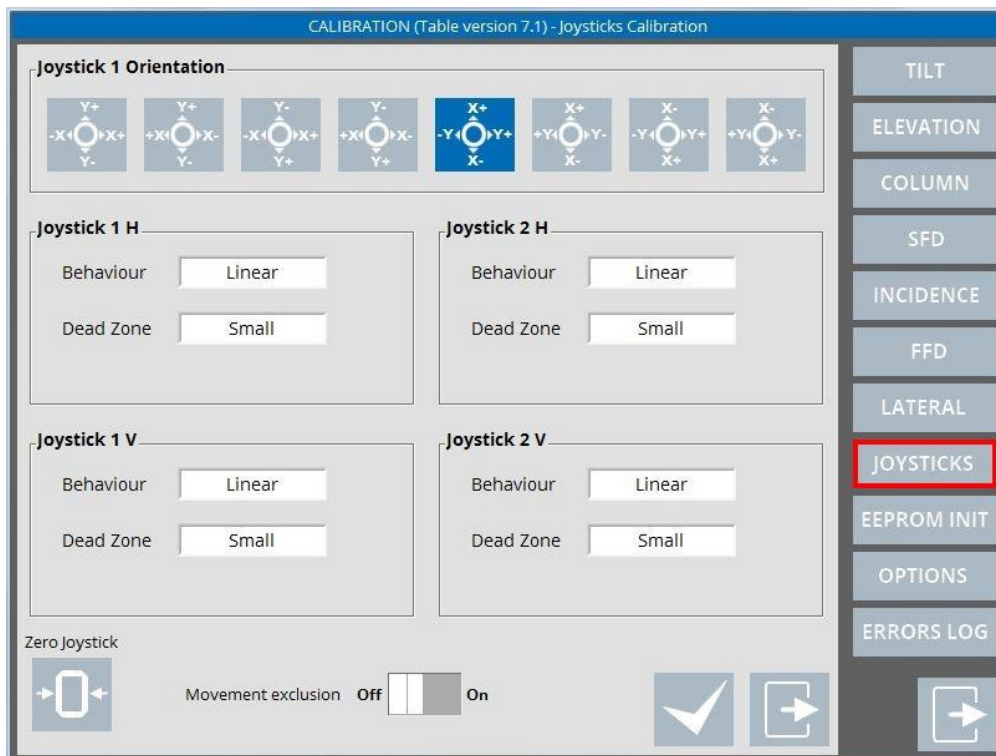 CALIBRATION (Table version 7.1) - Joysticks Calibration
Joystick 1 Orientation
Y+ Y+ Y- Y- X+ X+ X- X-
-X X+ +X X- -X X+ +X X- -Y Y+ +Y Y- -Y Y+ +Y Y-
Y- Y- Y+ Y+ X- X- X+ X+
Joystick 1 H
Behaviour Linear
Dead Zone Small
Joystick 2 H
Behaviour Linear
Dead Zone Small
Joystick 1 V
Behaviour Linear
Dead Zone Small
Joystick 2 V
Behaviour Linear
Dead Zone Small
Zero Joystick
0
Movement exclusion Off On
TILT
ELEVATION
COLUMN
SFD
INCIDENCE
FFD
LATERAL
JOYSTICKS
EEPROM INIT
OPTIONS
ERRORS LOG